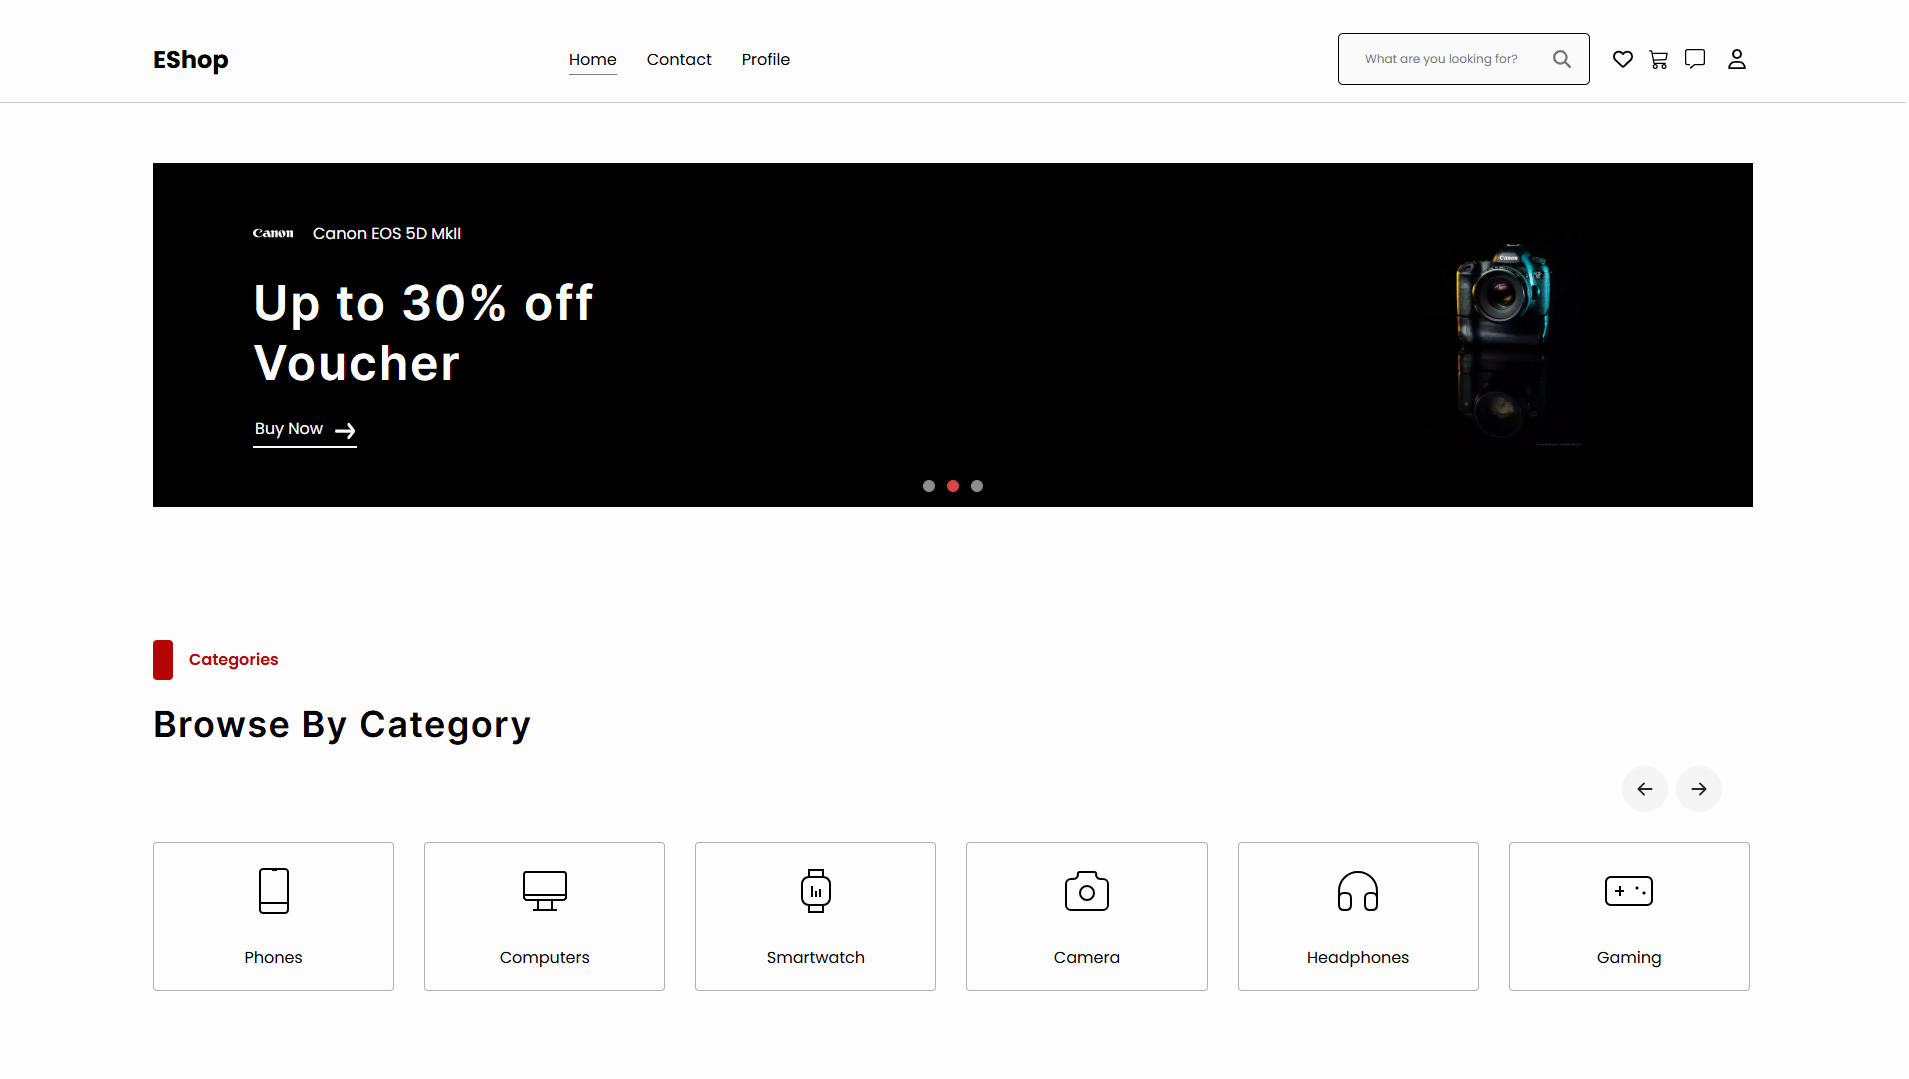 EShop
Home
Contact
Profile
What are you looking for?
Canon
Canon EOS 5D MkII
Up to 30% off
Voucher
Buy Now
Canon
Categories
Browse By Category
Phones
Computers
Smartwatch
Camera
Headphones
Gaming